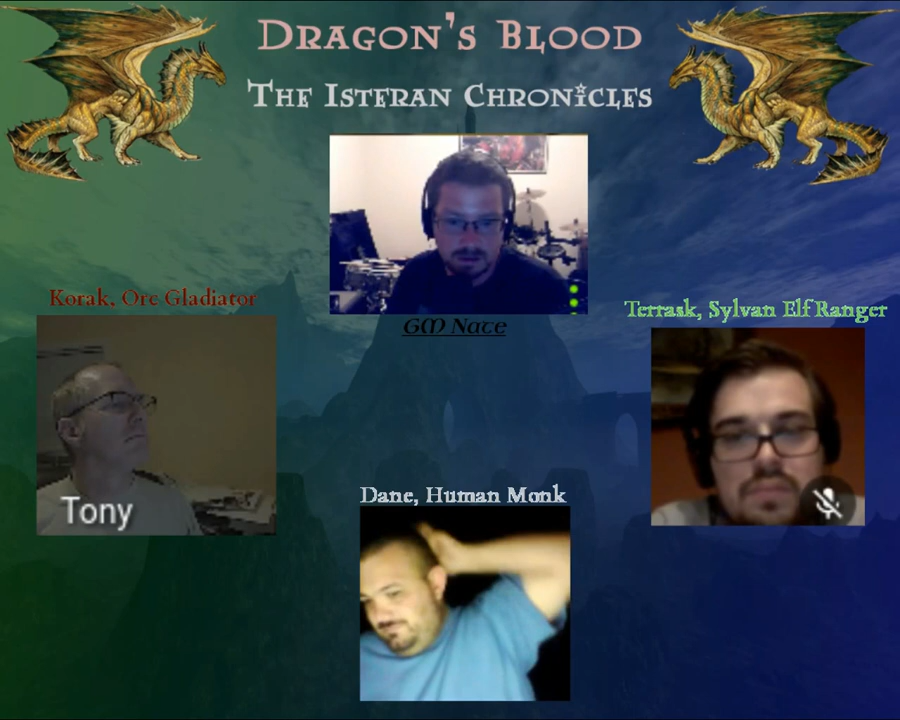 Dragon's Blood
The Isteran Chronicles
GM Nate
Korak, Orc Gladiator
Terrask, Sylvan Elf Ranger
Tony
Dane, Human Monk